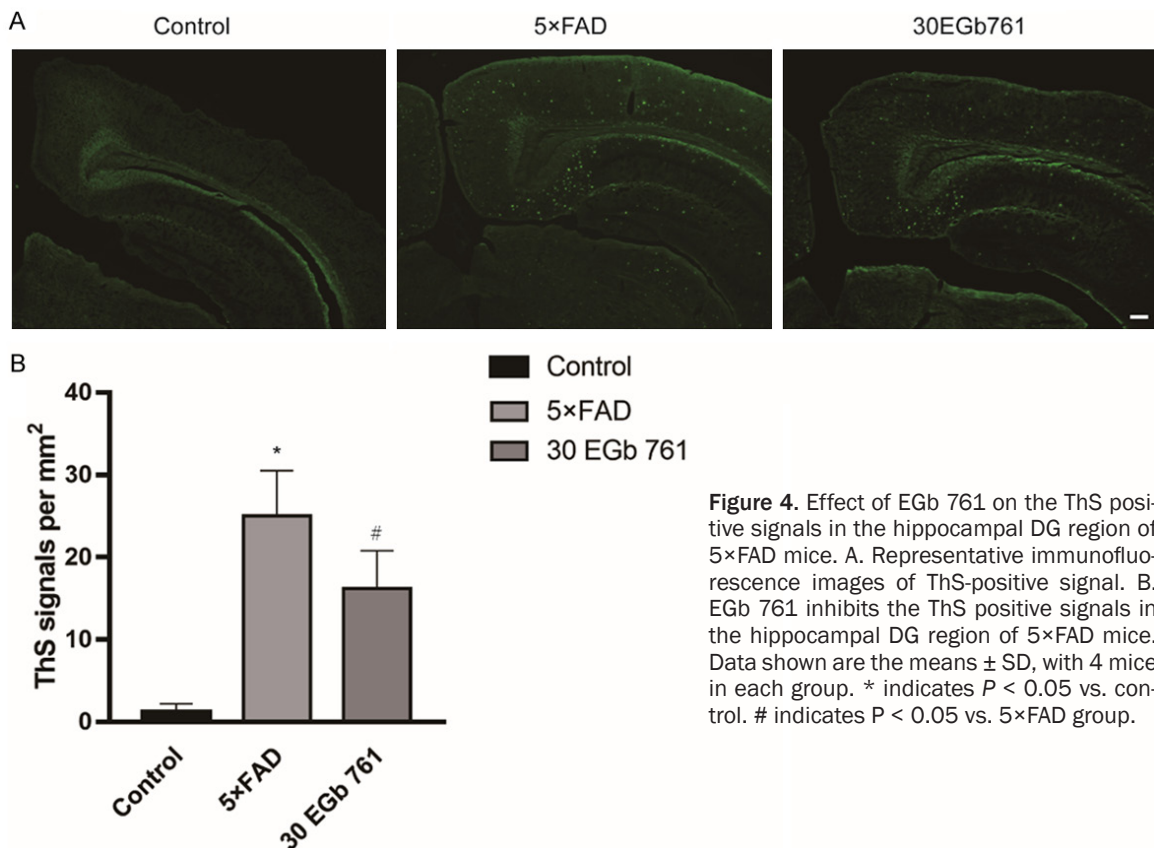 A
Control
5×FAD
30EGb761
B
ThS signals per mm²
40
30
20
10
0
*
#
Control
5×FAD
30 EGb 761
Control
5×FAD
30 EGb 761
Figure 4. Effect of EGb 761 on the ThS posi-
tive signals in the hippocampal DG region of
5×FAD mice. A. Representative immunofluo-
rescence images of ThS-positive signal. B.
EGb 761 inhibits the ThS positive signals in
the hippocampal DG region of 5×FAD mice.
Data shown are the means ± SD, with 4 mice
in each group. * indicates P < 0.05 vs. con-
trol. # indicates P < 0.05 vs. 5×FAD group.